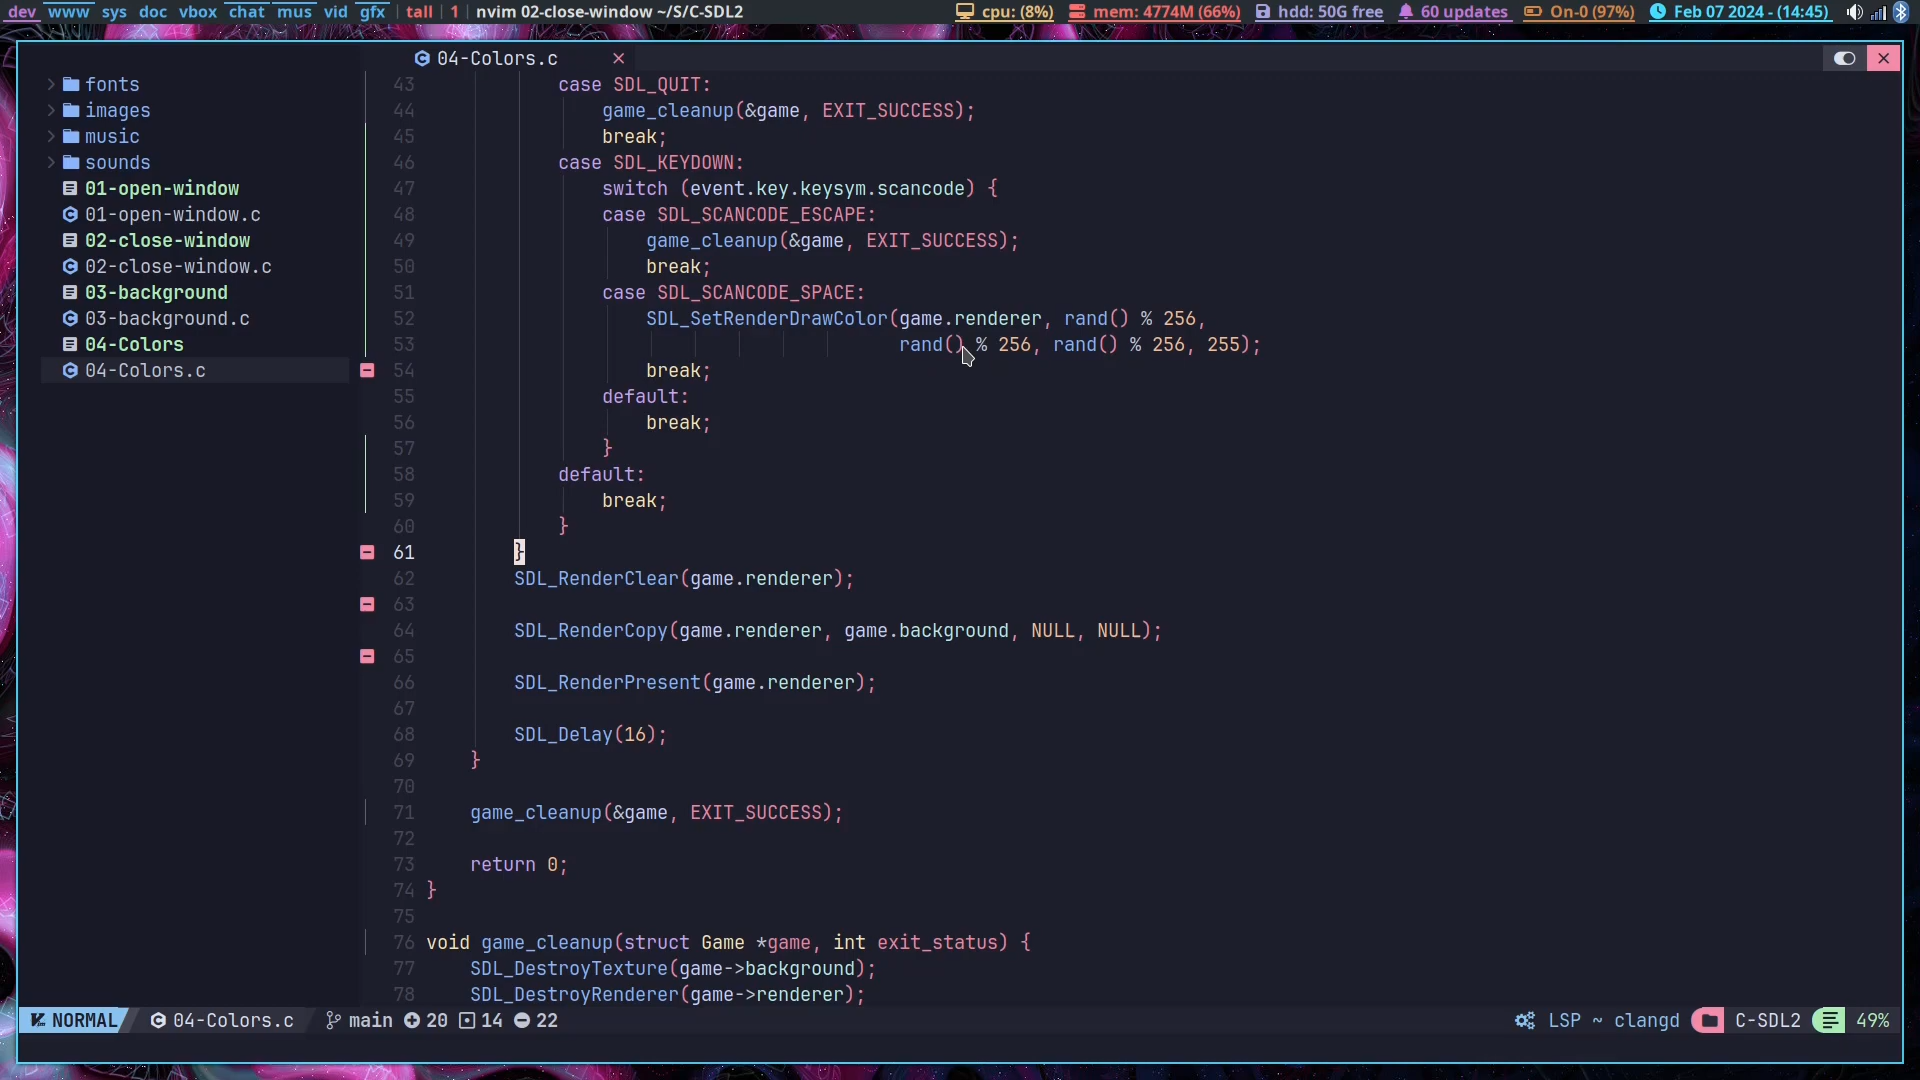 dev www sys doc vbox chat mus vid gfx | tall | 1 | nvim 02-close-window ~/S/C-SDL2
cpu: (8%) mem: 4774M (66%) hdd: 50G free 60 updates On-0 (97%) Feb 07 2024 - (14:45)
04-Colors.c
fonts
images
music
sounds
01-open-window
01-open-window.c
02-close-window
02-close-window.c
03-background
03-background.c
04-Colors
04-Colors.c
43 case SDL_QUIT:
44 game_cleanup(&game, EXIT_SUCCESS);
45 break;
46 case SDL_KEYDOWN:
47 switch (event.key.keysym.scancode) {
48 case SDL_SCANCODE_ESCAPE:
49 game_cleanup(&game, EXIT_SUCCESS);
50 break;
51 case SDL_SCANCODE_SPACE:
52 SDL_SetRenderDrawColor(game.renderer, rand() % 256,
53 rand() % 256, rand() % 256, 255);
54 break;
55 default:
56 break;
57 }
58 default:
59 break;
60 }
61 }
62 SDL_RenderClear(game.renderer);
63
64 SDL_RenderCopy(game.renderer, game.background, NULL, NULL);
65
66 SDL_RenderPresent(game.renderer);
67
68 SDL_Delay(16);
69 }
70
71 game_cleanup(&game, EXIT_SUCCESS);
72
73 return 0;
74 }
75
76 void game_cleanup(struct Game *game, int exit_status) {
77 SDL_DestroyTexture(game->background);
78 SDL_DestroyRenderer(game->renderer);
NORMAL 04-Colors.c main 20 14 22 LSP ~ clangd C-SDL2 49%